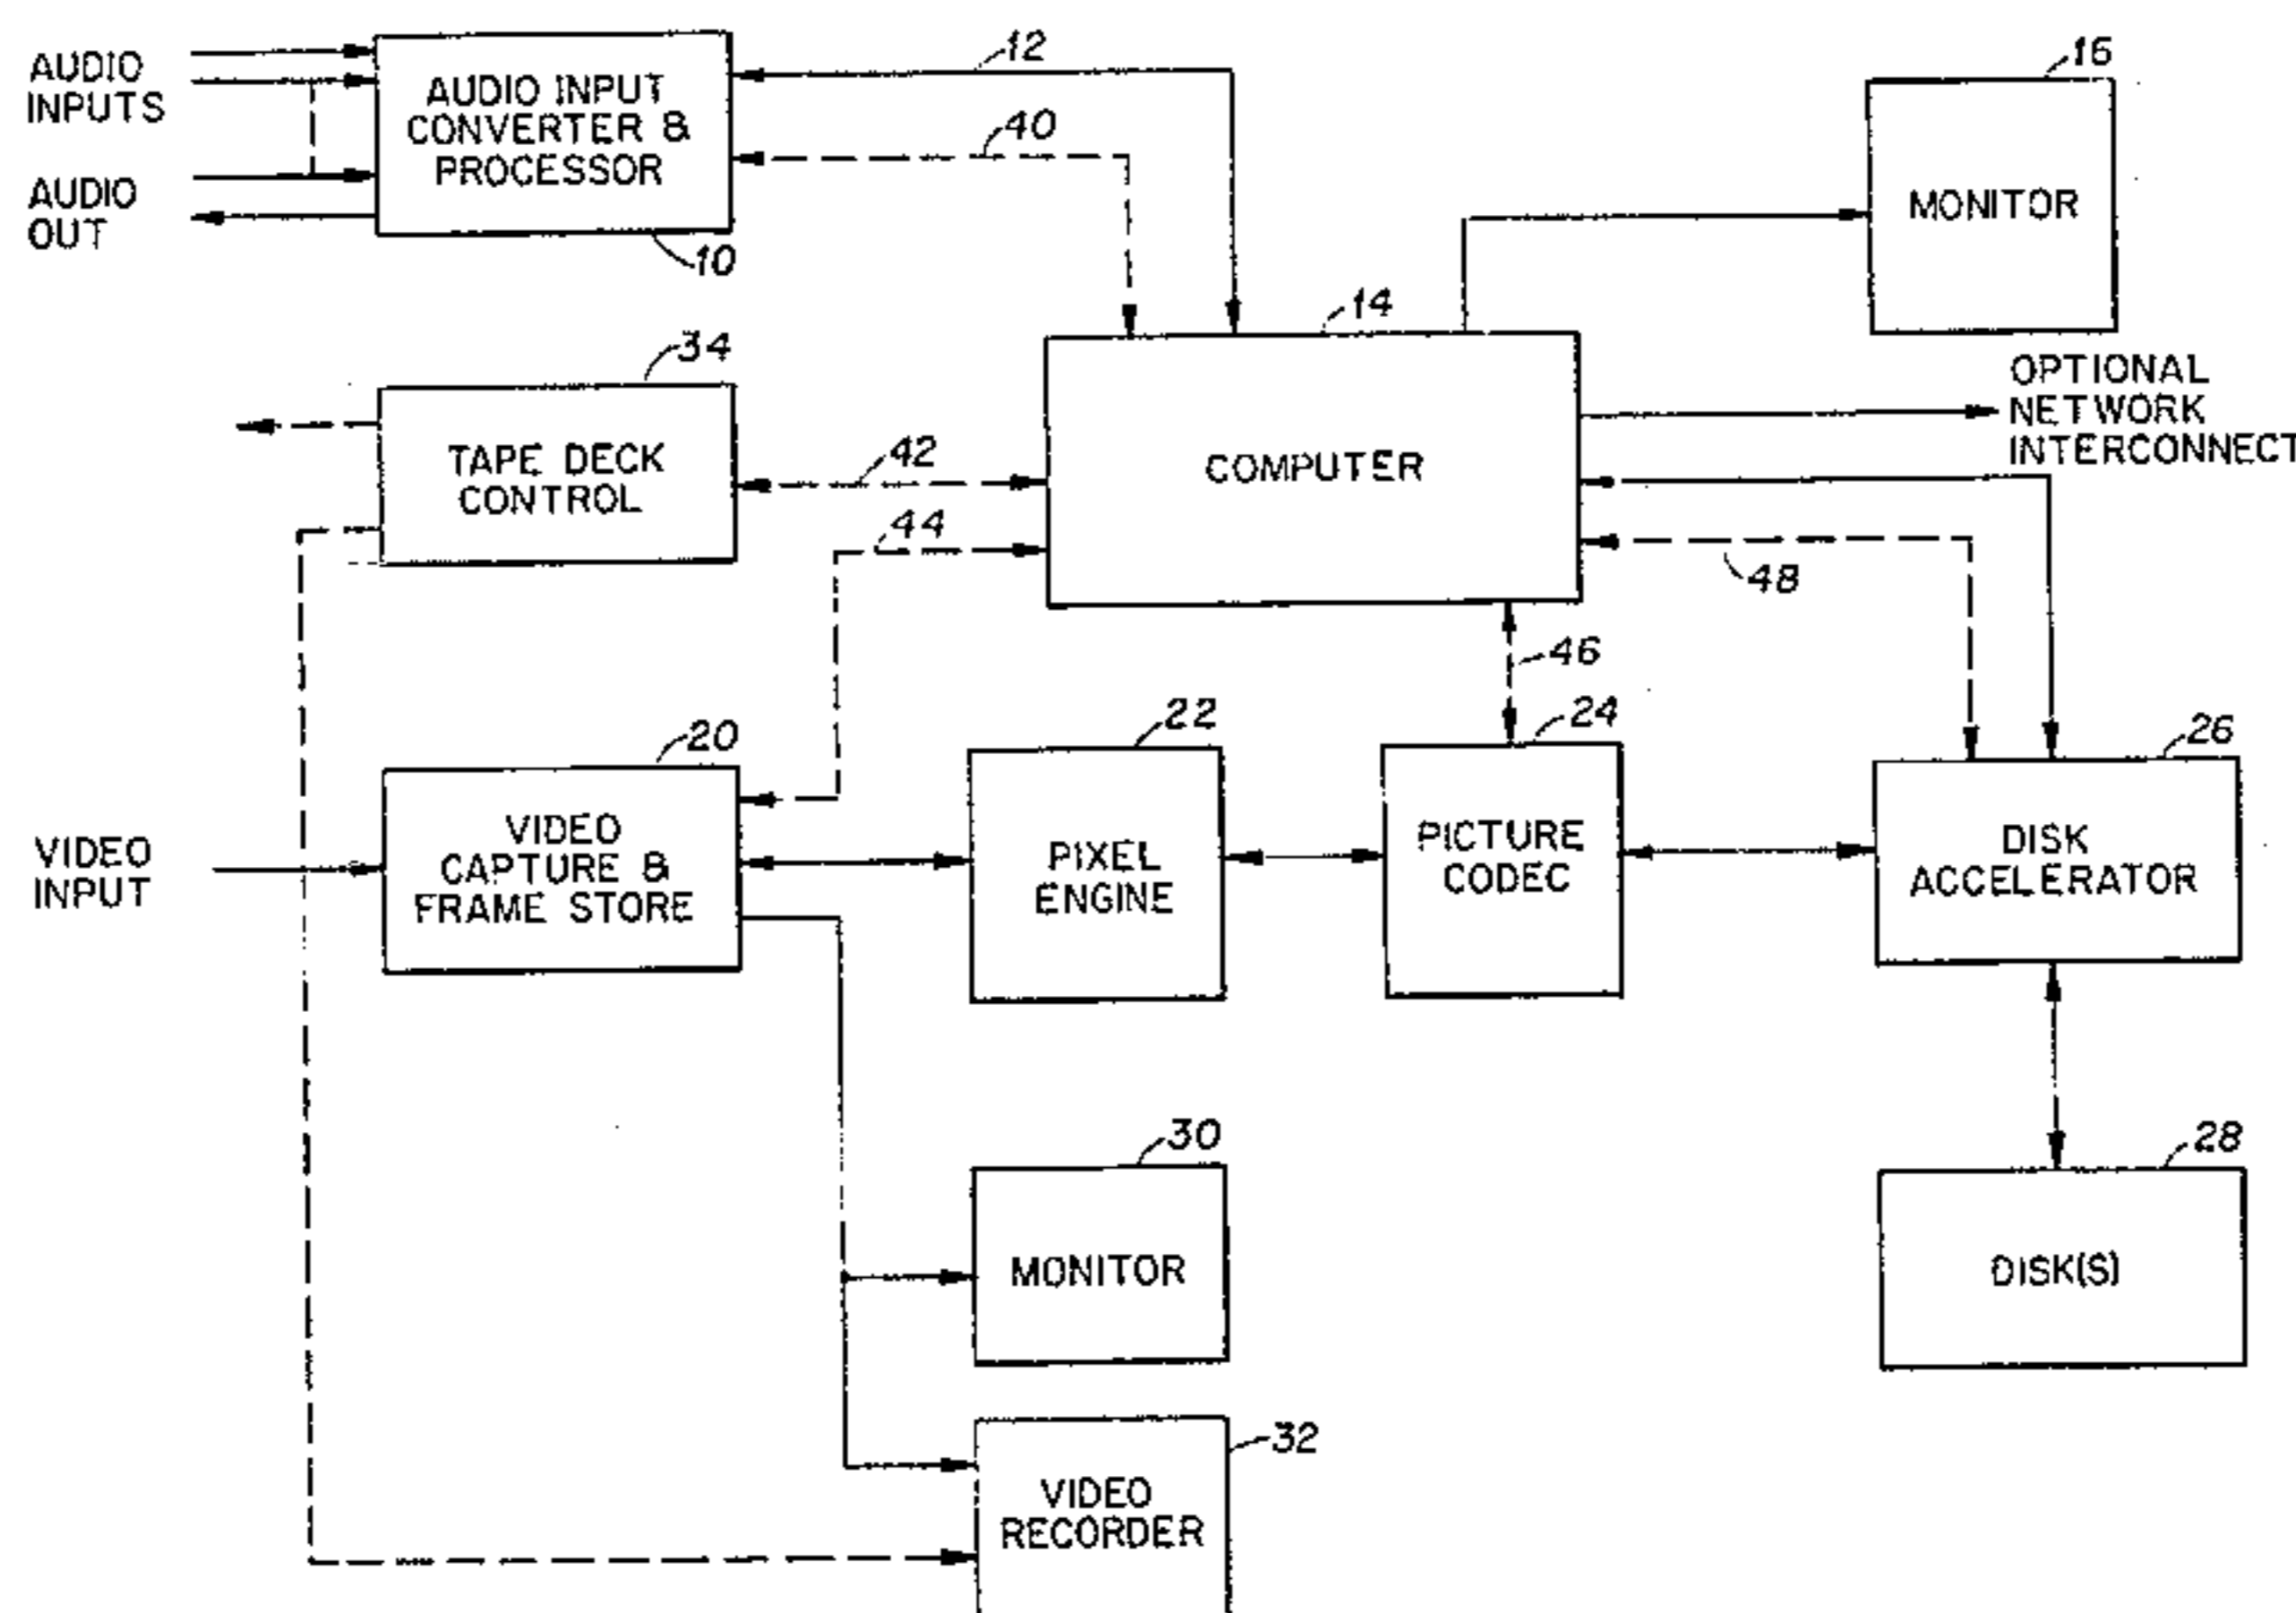 AUDIO
INPUTS
AUDIO
OUT
AUDIO INPUT
CONVERTER &
PROCESSOR
10
12
40
16
MONITOR
14
COMPUTER
OPTIONAL
NETWORK
INTERCONNECT
34
TAPE DECK
CONTROL
42
44
48
46
VIDEO
INPUT
20
VIDEO
CAPTURE &
FRAME STORE
22
PIXEL
ENGINE
24
PICTURE
CODEC
26
DISK
ACCELERATOR
30
MONITOR
28
DISK(S)
32
VIDEO
RECORDER